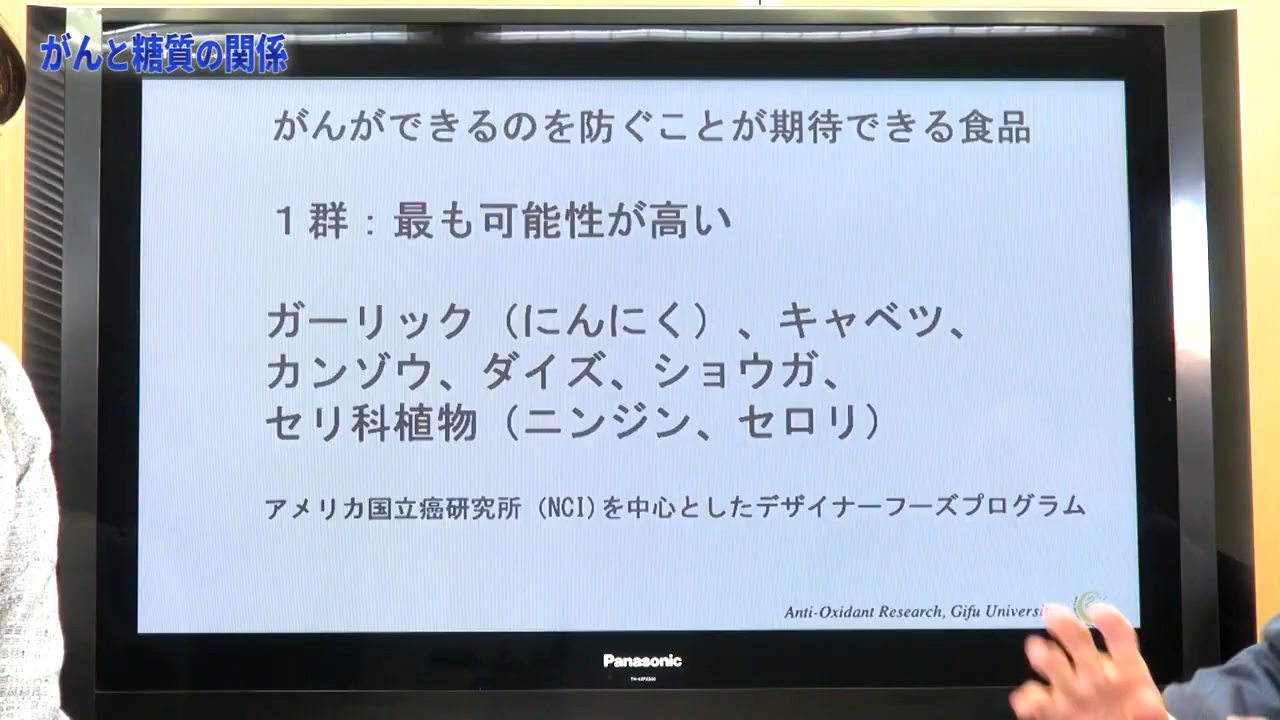 がんと糖質の関係
がんができるのを防ぐことが期待できる食品
１群：最も可能性が高い
ガーリック（にんにく）、キャベツ、
カンゾウ、ダイズ、ショウガ、
セリ科植物（ニンジン、セロリ）
アメリカ国立癌研究所 (NCI)を中心としたデザイナーフーズプログラム
Anti-Oxidant Research, Gifu
Panasonic